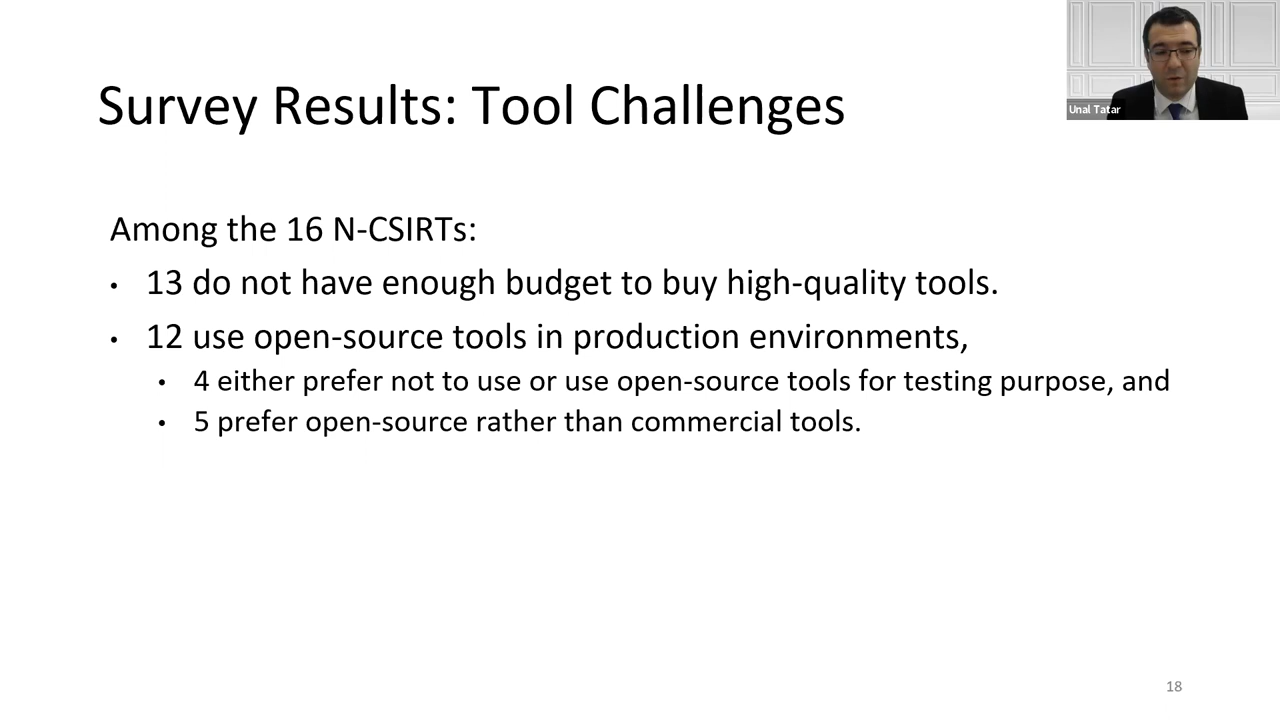 Unal Tatar
Survey Results: Tool Challenges
Among the 16 N-CSIRTs:
• 13 do not have enough budget to buy high-quality tools.
• 12 use open-source tools in production environments,
• 4 either prefer not to use or use open-source tools for testing purpose, and
• 5 prefer open-source rather than commercial tools.
18